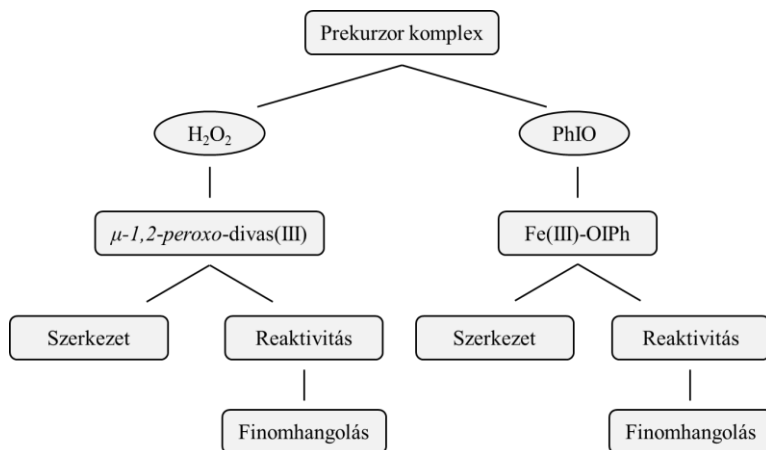 Prekurzor komplex
H₂O₂ PhIO
μ-1,2-peroxo-divas(III) Fe(III)-OIPh
Szerkezet Reaktivitás Szerkezet Reaktivitás
Finomhangolás Finomhangolás